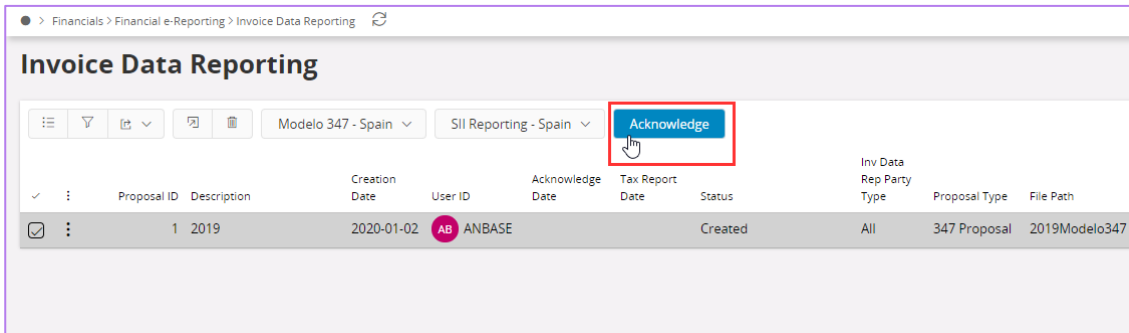 Financials > Financial e-Reporting > Invoice Data Reporting
Invoice Data Reporting
Modelo 347 - Spain SII Reporting - Spain Acknowledge
Proposal ID Description Creation Date User ID Acknowledge Date Tax Report Date Status Inv Data Rep Party Type Proposal Type File Path
1 2019 2020-01-02 AB ANBASE Created All 347 Proposal 2019Modelo347